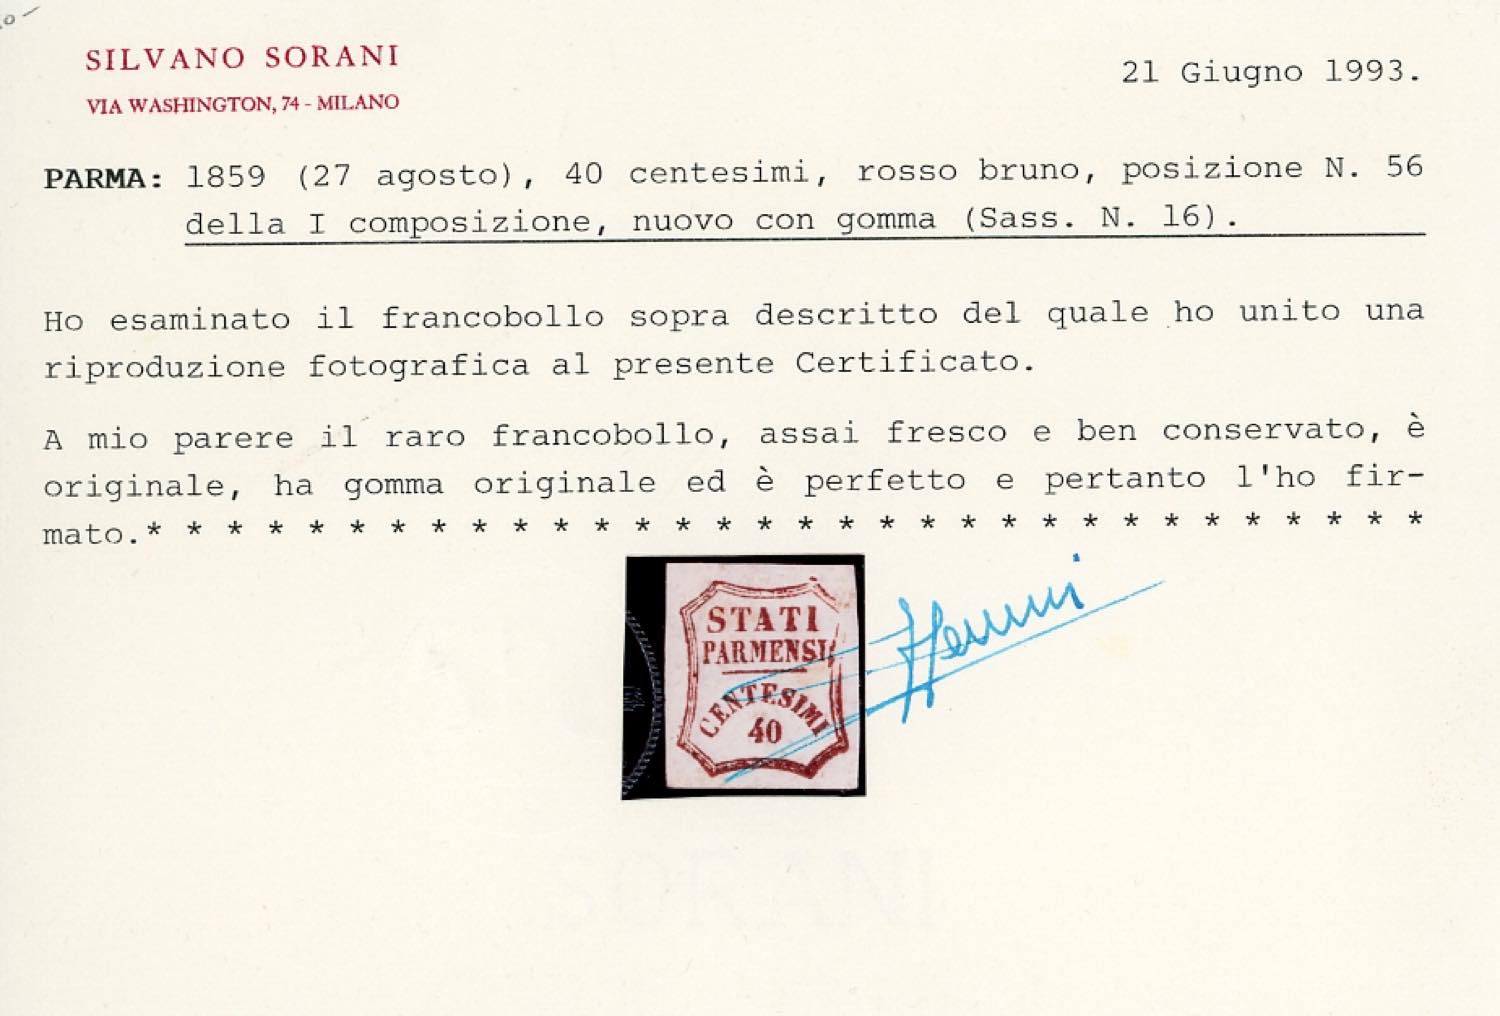 SILVANO SORANI
VIA WASHINGTON, 74 - MILANO
21 Giugno 1993.
PARMA: 1859 (27 agosto), 40 centesimi, rosso bruno, posizione N. 56
della I composizione, nuovo con gomma (Sass. N. 16).
Ho esaminato il francobollo sopra descritto del quale ho unito una
riproduzione fotografica al presente Certificato.
A mio parere il raro francobollo, assai fresco e ben conservato, è
originale, ha gomma originale ed è perfetto e pertanto l'ho fir-
mato.* * * * * * * * * * * * * * * * * * * * * * * * * * * * * * * *
STATI
PARMENSI
CENTESIMI
40
SORANI